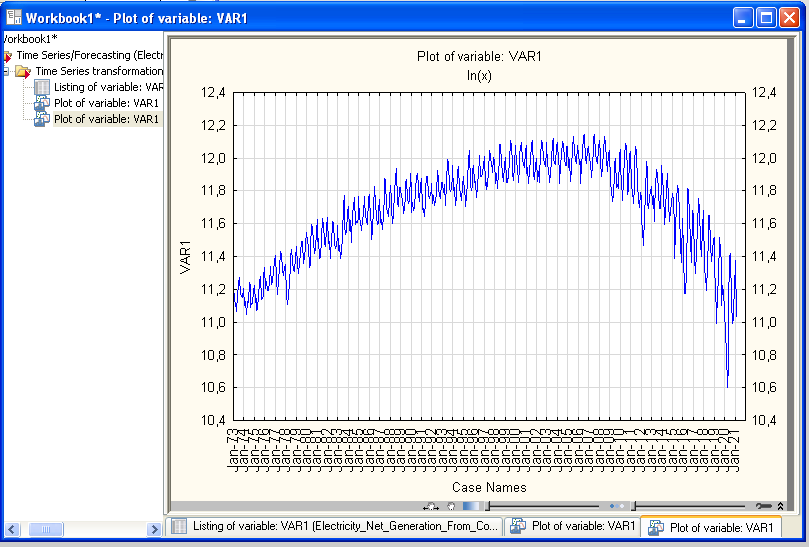 Workbook1* - Plot of variable: VAR1
/orkbook1*
Time Series/Forecasting (Electr
Time Series transformation
Listing of variable: VAR
Plot of variable: VAR1
Plot of variable: VAR1
Plot of variable: VAR1
ln(x)
12,4
12,2
12,0
11,8
11,6
11,4
11,2
11,0
10,8
10,6
10,4
VAR1
12,4
12,2
12,0
11,8
11,6
11,4
11,2
11,0
10,8
10,6
10,4
Jan-73
Jan-74
Jan-75
Jan-76
Jan-77
Jan-78
Jan-79
Jan-80
Jan-81
Jan-82
Jan-83
Jan-84
Jan-85
Jan-86
Jan-87
Jan-88
Jan-89
Jan-90
Jan-91
Jan-92
Jan-93
Jan-94
Jan-95
Jan-96
Jan-97
Jan-98
Jan-99
Jan-00
Jan-01
Jan-02
Jan-03
Jan-04
Jan-05
Jan-06
Jan-07
Jan-08
Jan-09
Jan-10
Jan-11
Jan-12
Jan-13
Jan-14
Jan-15
Jan-16
Jan-17
Jan-18
Jan-19
Jan-20
Jan-21
Case Names
Listing of variable: VAR1 (Electricity_Net_Generation_From_Co...
Plot of variable: VAR1
Plot of variable: VAR1